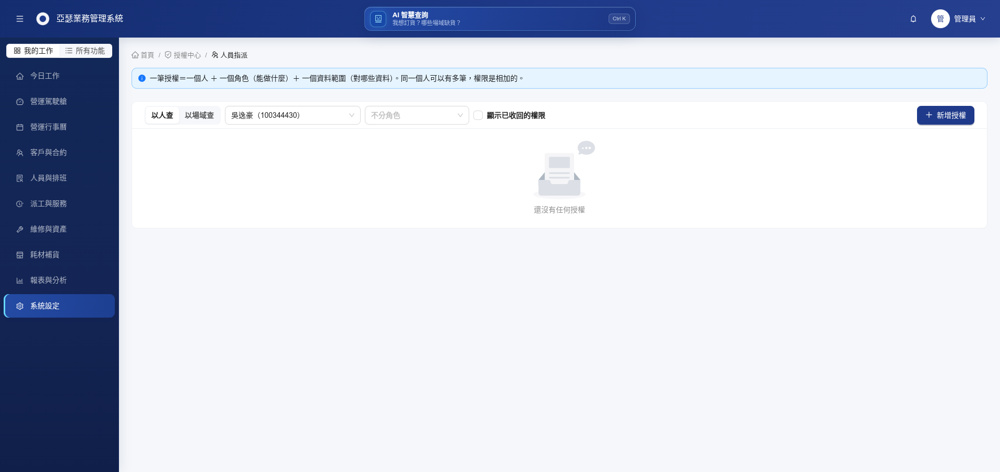 亞瑟業務管理系統
AI 智慧查詢
我想訂貨？哪些場域缺貨？
Ctrl K
管
管理員
我的工作
所有功能
今日工作
營運駕駛艙
營運行事曆
客戶與合約
人員與排班
派工與服務
維修與資產
耗材補貨
報表與分析
系統設定
首頁 / 授權中心 / 人員指派
一筆授權＝一個人 ＋ 一個角色（能做什麼）＋ 一個資料範圍（對哪些資料）。同一個人可以有多筆，權限是相加的。
以人查
以場域查
吳逸豪（100344430）
不分角色
顯示已收回的權限
新增授權
還沒有任何授權